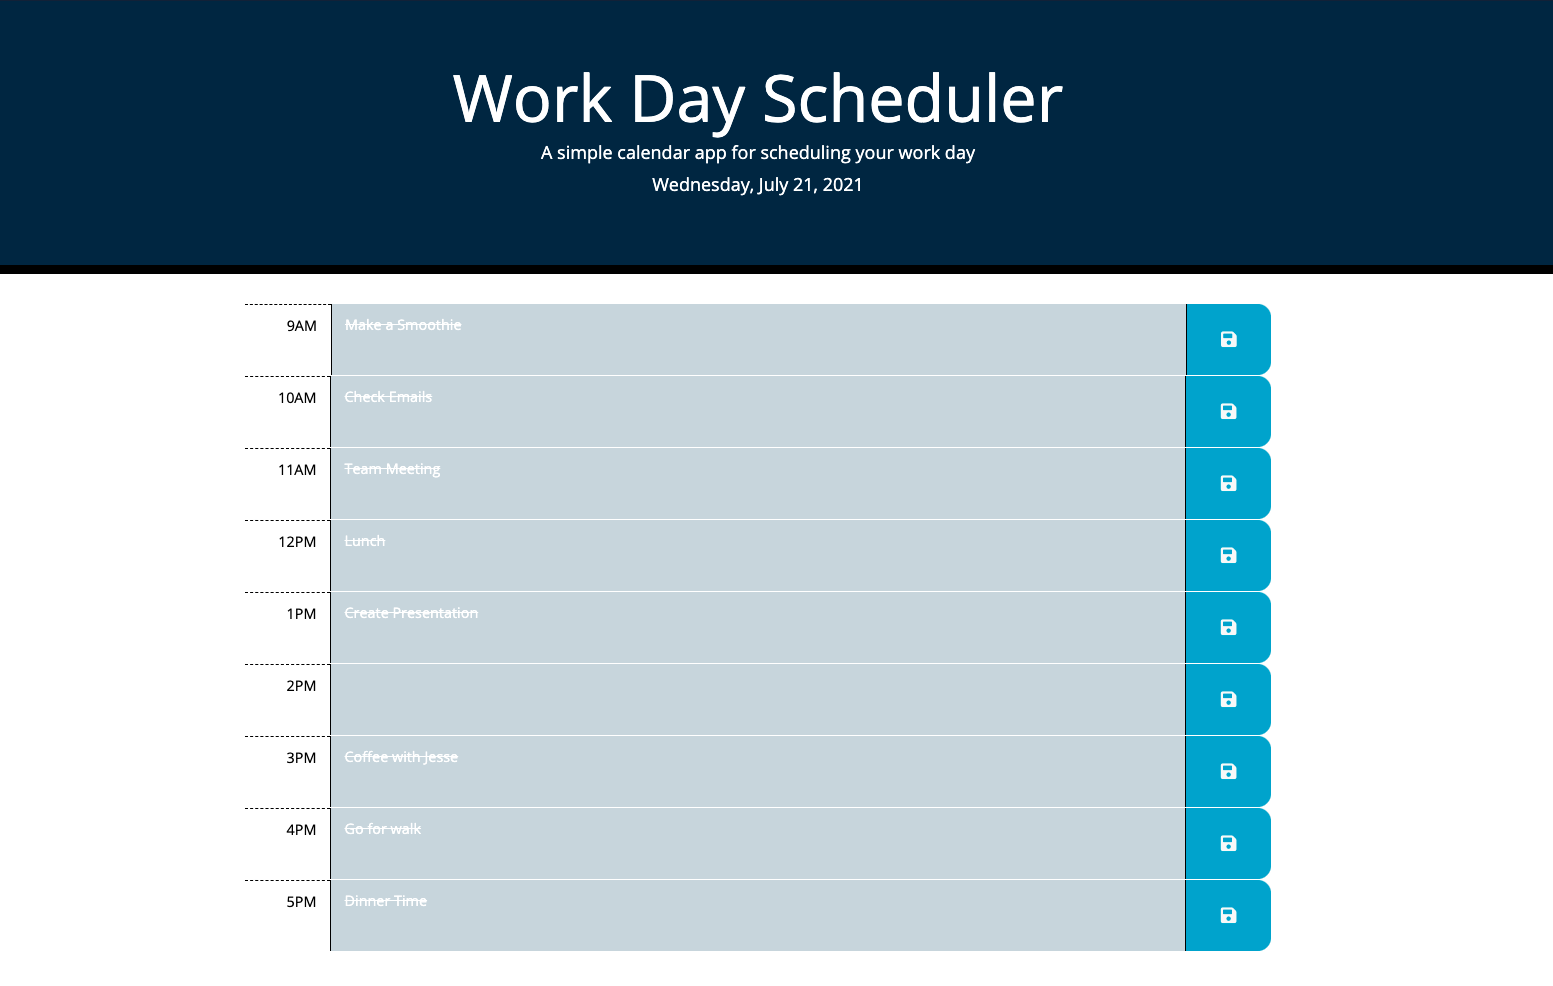 Work Day Scheduler
A simple calendar app for scheduling your work day
Wednesday, July 21, 2021
9AM Make a Smoothie
10AM Check Emails
11AM Team Meeting
12PM Lunch
1PM Create Presentation
2PM
3PM Coffee with Jesse
4PM Go for walk
5PM Dinner Time